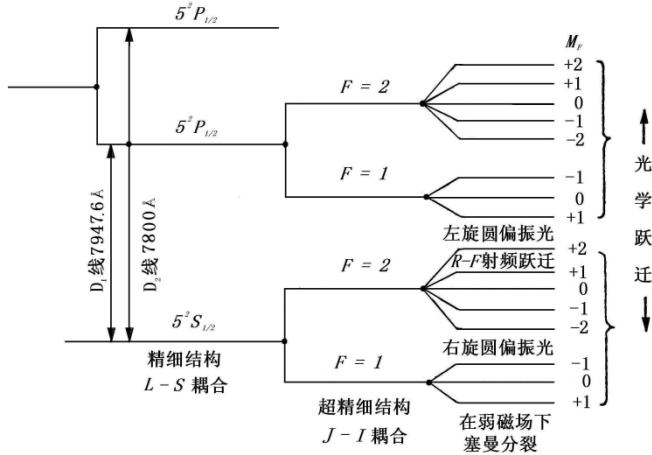 5²P₁/₂
M_F
+2
F = 2
+1
0
5²P₁/₂
-1
-2
F = 1
-1
0
+1
光学跃迁
D₁线7947.6Å
D₂线7800Å
左旋圆偏振光
+2
F = 2
R-F射频跃迁
+1
0
-1
5²S₁/₂
-2
右旋圆偏振光
精细结构
L - S 耦合
F = 1
-1
0
+1
超精细结构
J - I 耦合
在弱磁场下
塞曼分裂